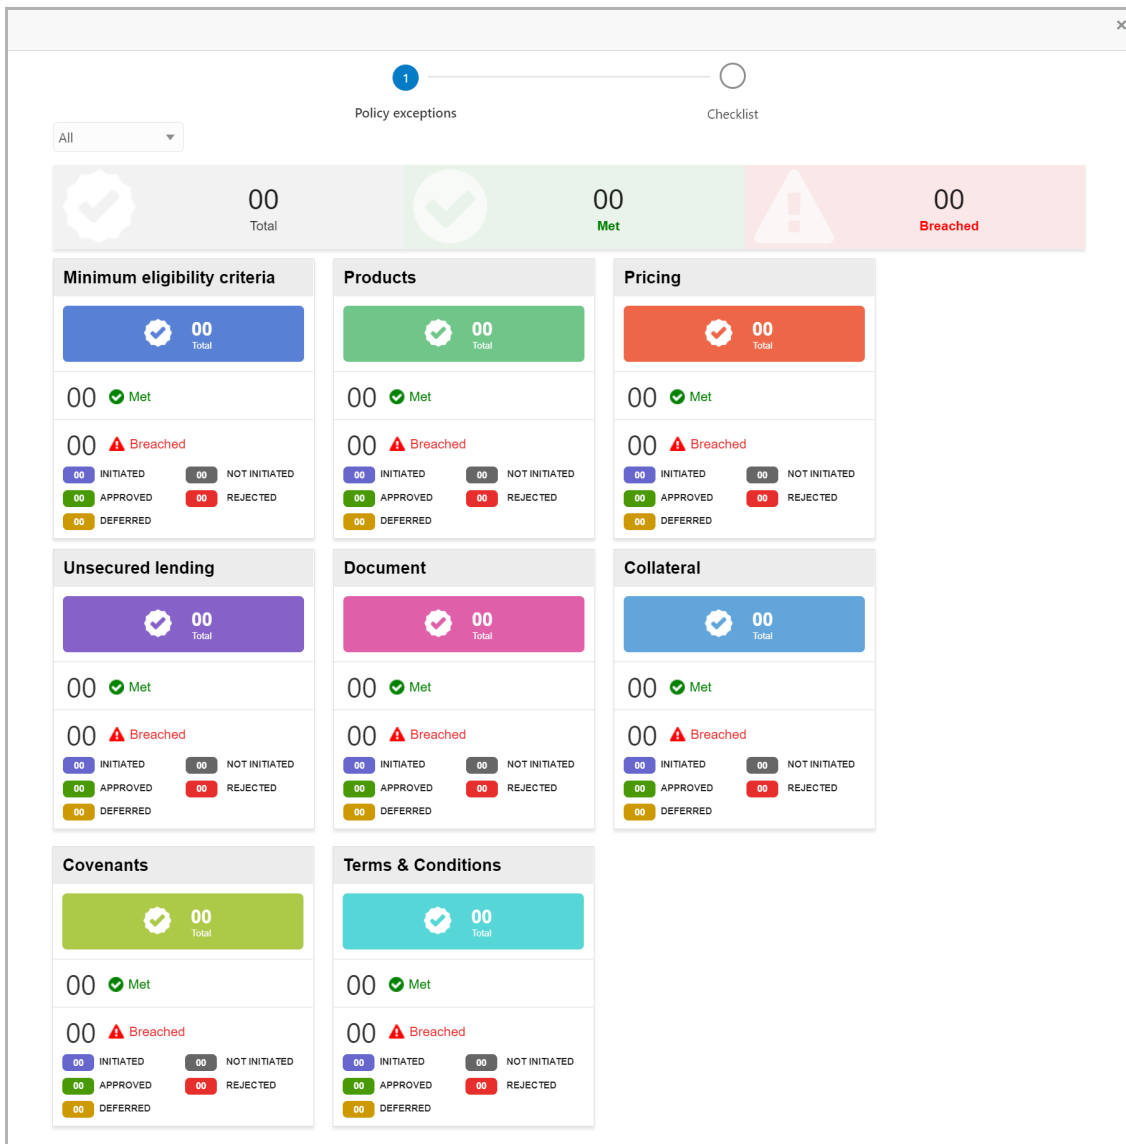 ×
1
Policy exceptions
Checklist
All
00
Total
00
Met
00
Breached
Minimum eligibility criteria
00
Total
00 Met
00 Breached
00 INITIATED 00 NOT INITIATED
00 APPROVED 00 REJECTED
00 DEFERRED
Products
00
Total
00 Met
00 Breached
00 INITIATED 00 NOT INITIATED
00 APPROVED 00 REJECTED
00 DEFERRED
Pricing
00
Total
00 Met
00 Breached
00 INITIATED 00 NOT INITIATED
00 APPROVED 00 REJECTED
00 DEFERRED
Unsecured lending
00
Total
00 Met
00 Breached
00 INITIATED 00 NOT INITIATED
00 APPROVED 00 REJECTED
00 DEFERRED
Document
00
Total
00 Met
00 Breached
00 INITIATED 00 NOT INITIATED
00 APPROVED 00 REJECTED
00 DEFERRED
Collateral
00
Total
00 Met
00 Breached
00 INITIATED 00 NOT INITIATED
00 APPROVED 00 REJECTED
00 DEFERRED
Covenants
00
Total
00 Met
00 Breached
00 INITIATED 00 NOT INITIATED
00 APPROVED 00 REJECTED
00 DEFERRED
Terms & Conditions
00
Total
00 Met
00 Breached
00 INITIATED 00 NOT INITIATED
00 APPROVED 00 REJECTED
00 DEFERRED